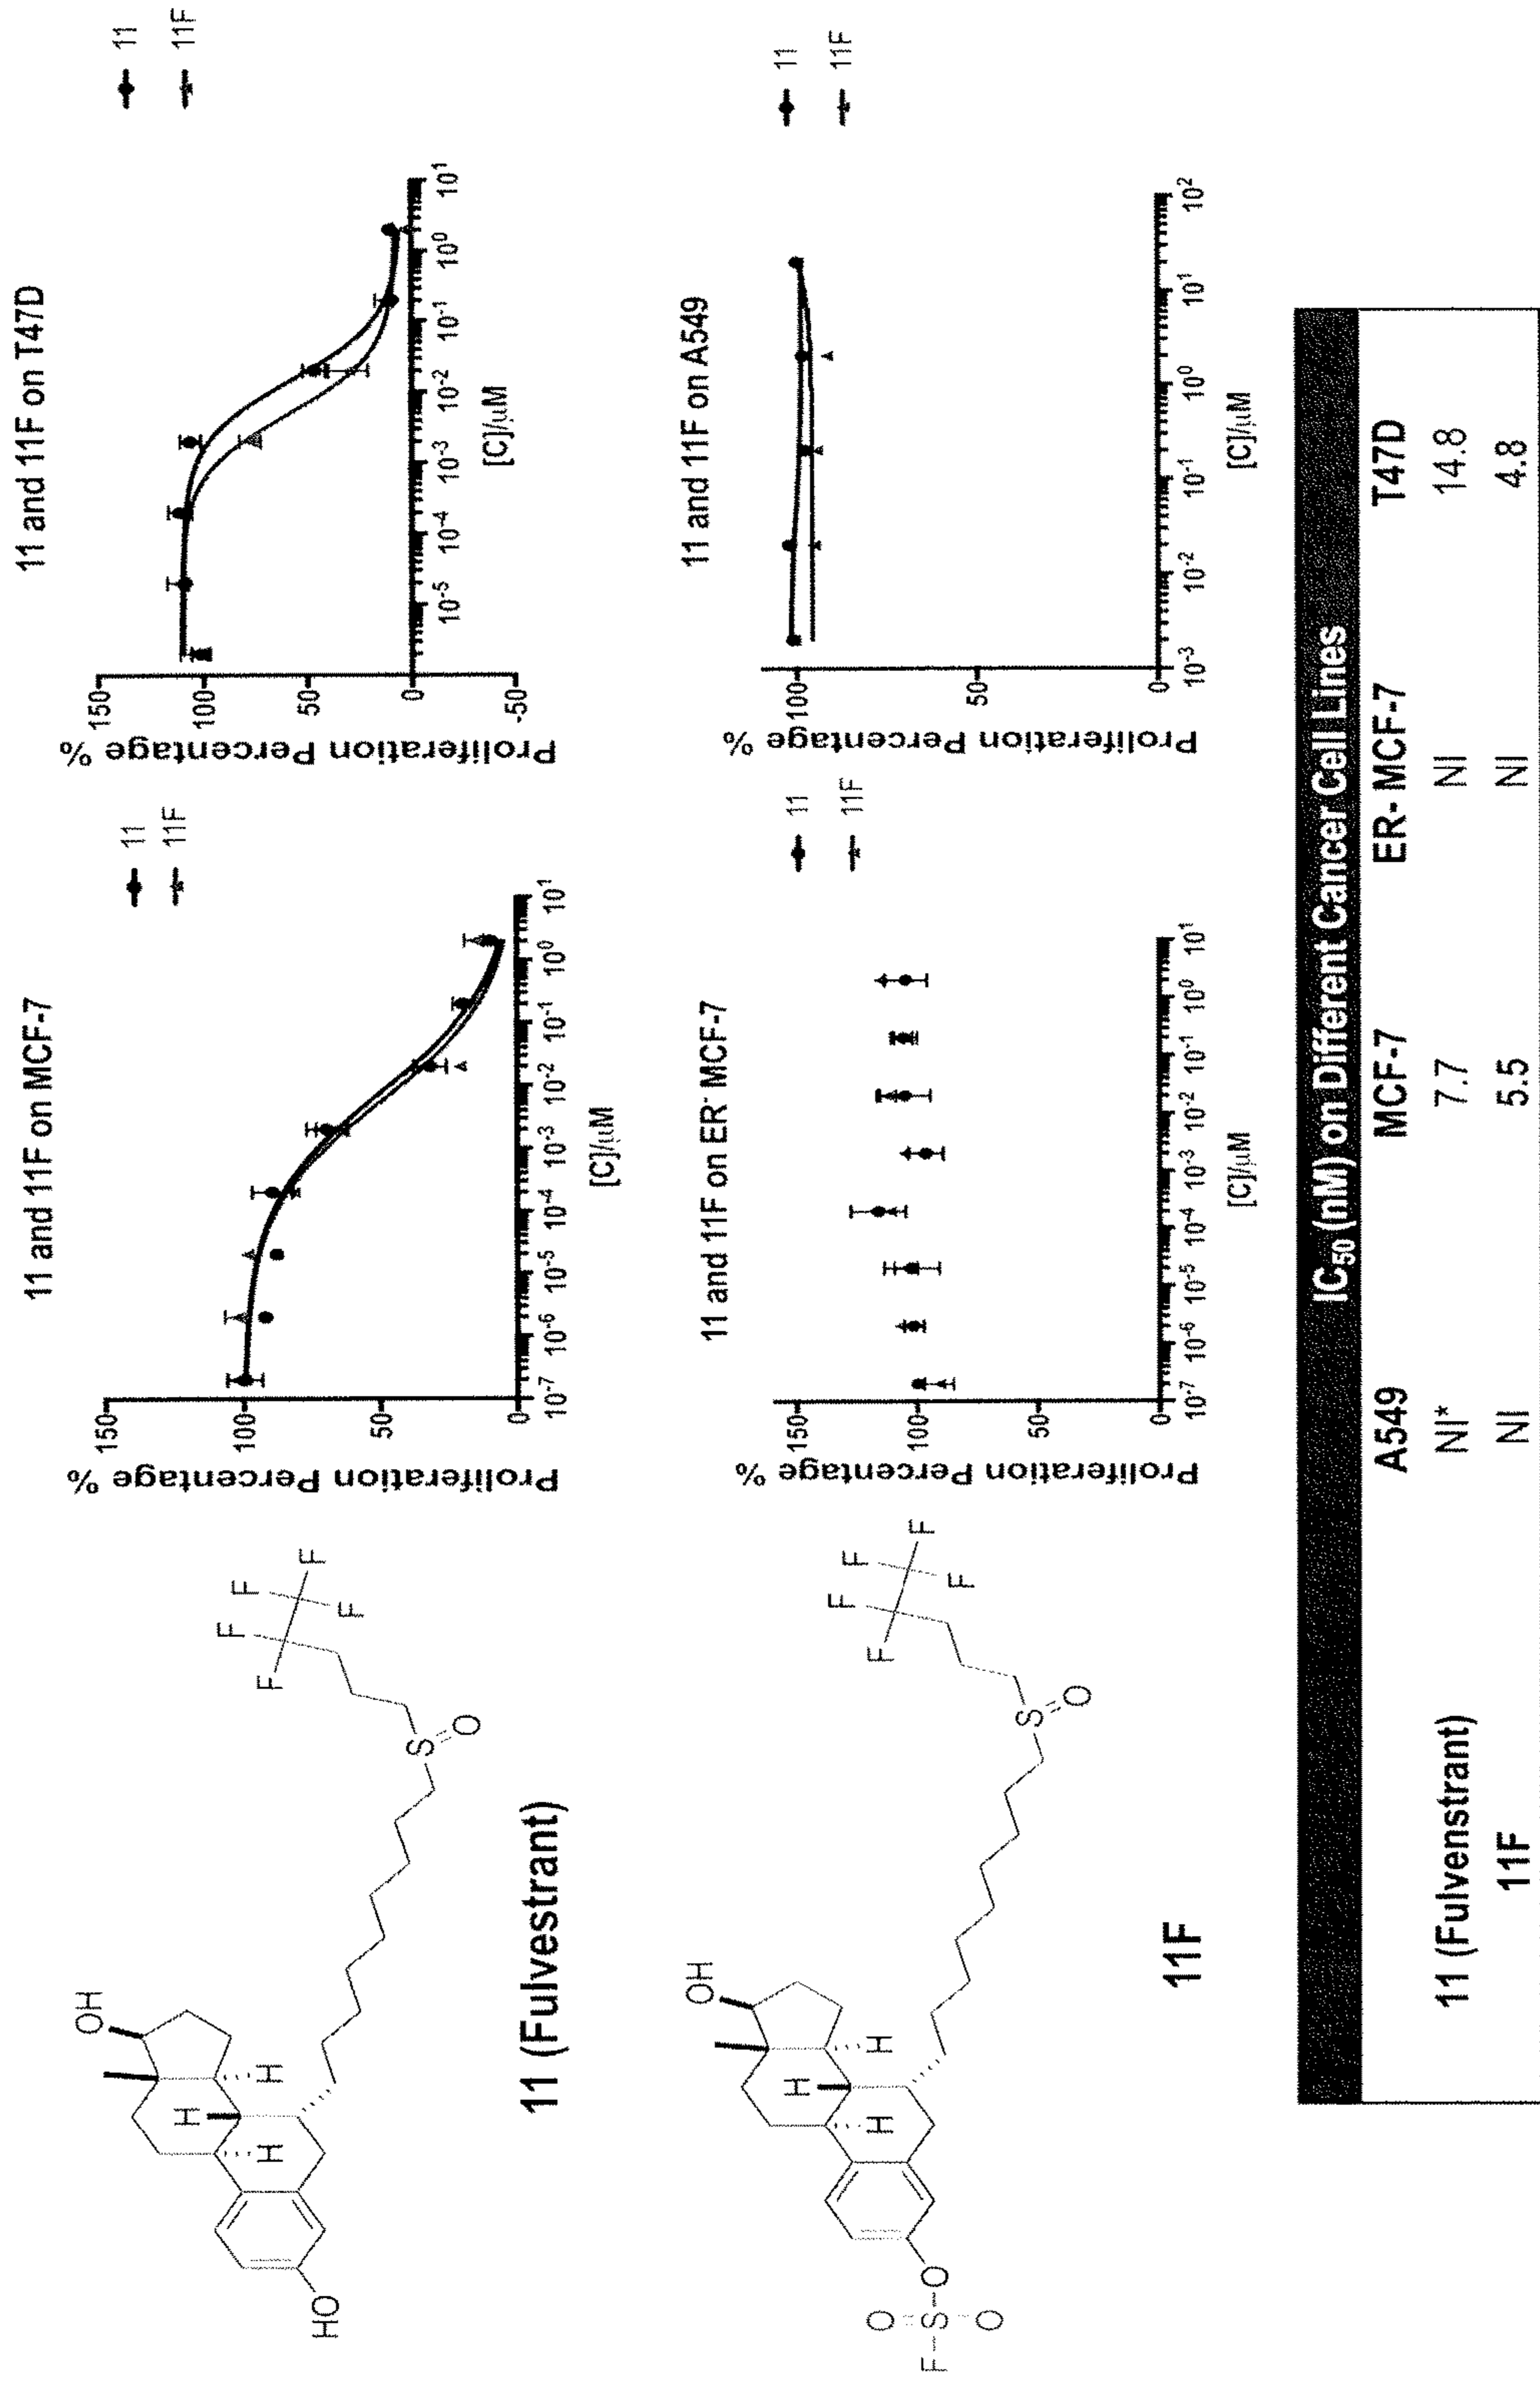 OH
HO
H
H
H
S
O
F
F
F
F
F
11 (Fulvestrant)
11 and 11F on MCF-7
11
11F
Proliferation Percentage %
150
100
50
0
10-7 10-6 10-5 10-4 10-3 10-2 10-1 100 101
[C]/μM
11 and 11F on T47D
11
11F
Proliferation Percentage %
150
100
50
0
-50
10-5 10-4 10-3 10-2 10-1 100 101
[C]/μM
OH
H
H
H
F
S
O
O
O
S
O
F
F
F
F
F
11F
11 and 11F on ER- MCF-7
11
11F
Proliferation Percentage %
150
100
50
0
10-7 10-6 10-5 10-4 10-3 10-2 10-1 100 101
[C]/μM
11 and 11F on A549
11
11F
Proliferation Percentage %
100
50
0
10-3 10-2 10-1 100 101 102
[C]/μM
IC50 (nM) on Different Cancer Cell Lines
A549 MCF-7 ER- MCF-7 T47D
11 (Fulvenstrant) NI* 7.7 NI 14.8
11F NI 5.5 NI 4.8